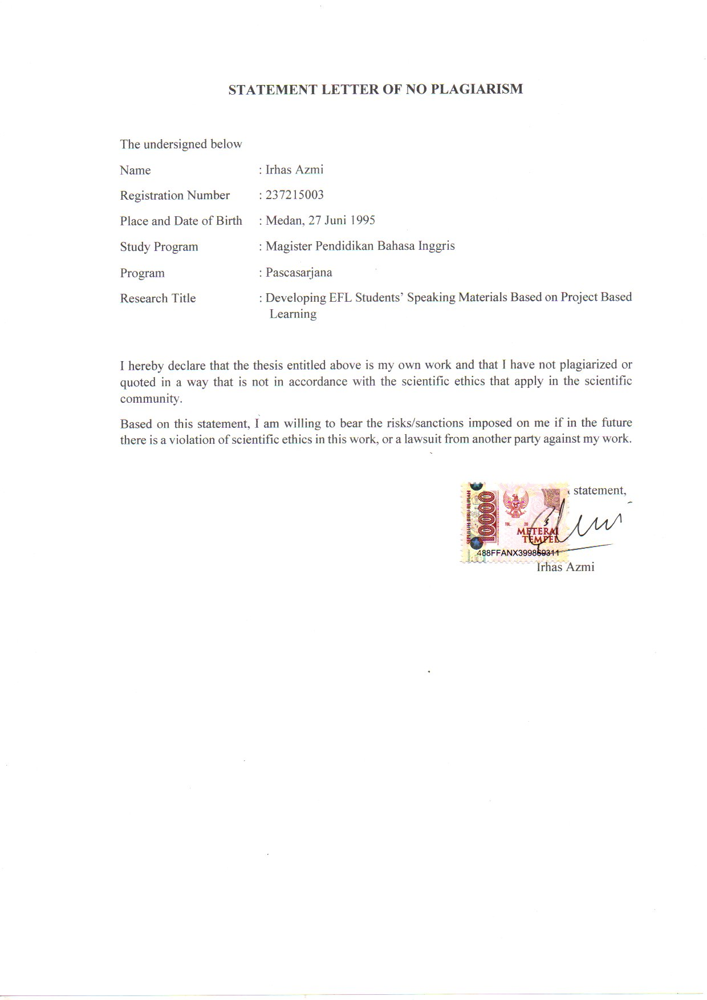 STATEMENT LETTER OF NO PLAGIARISM
The undersigned below
Name : Irhas Azmi
Registration Number : 237215003
Place and Date of Birth : Medan, 27 Juni 1995
Study Program : Magister Pendidikan Bahasa Inggris
Program : Pascasarjana
Research Title : Developing EFL Students' Speaking Materials Based on Project Based
Learning
I hereby declare that the thesis entitled above is my own work and that I have not plagiarized or
quoted in a way that is not in accordance with the scientific ethics that apply in the scientific
community.
Based on this statement, I am willing to bear the risks/sanctions imposed on me if in the future
there is a violation of scientific ethics in this work, or a lawsuit from another party against my work.
statement,
SEPULUH RIBU RUPIAH
10000
TGL. 20
METERAI
TEMPEL
488FFANX399869311
Irhas Azmi